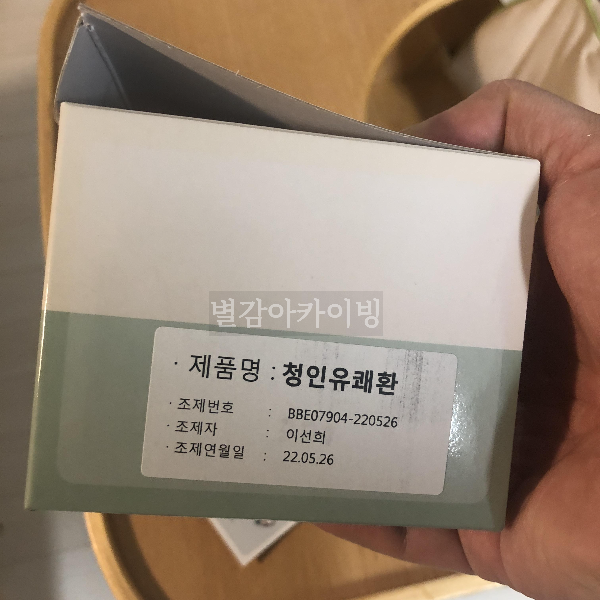 별감아카이빙
· 제품명 : 청인유쾌환
· 조제번호 : BBE07904-220526
· 조제자 : 이선희
· 조제연월일 : 22.05.26